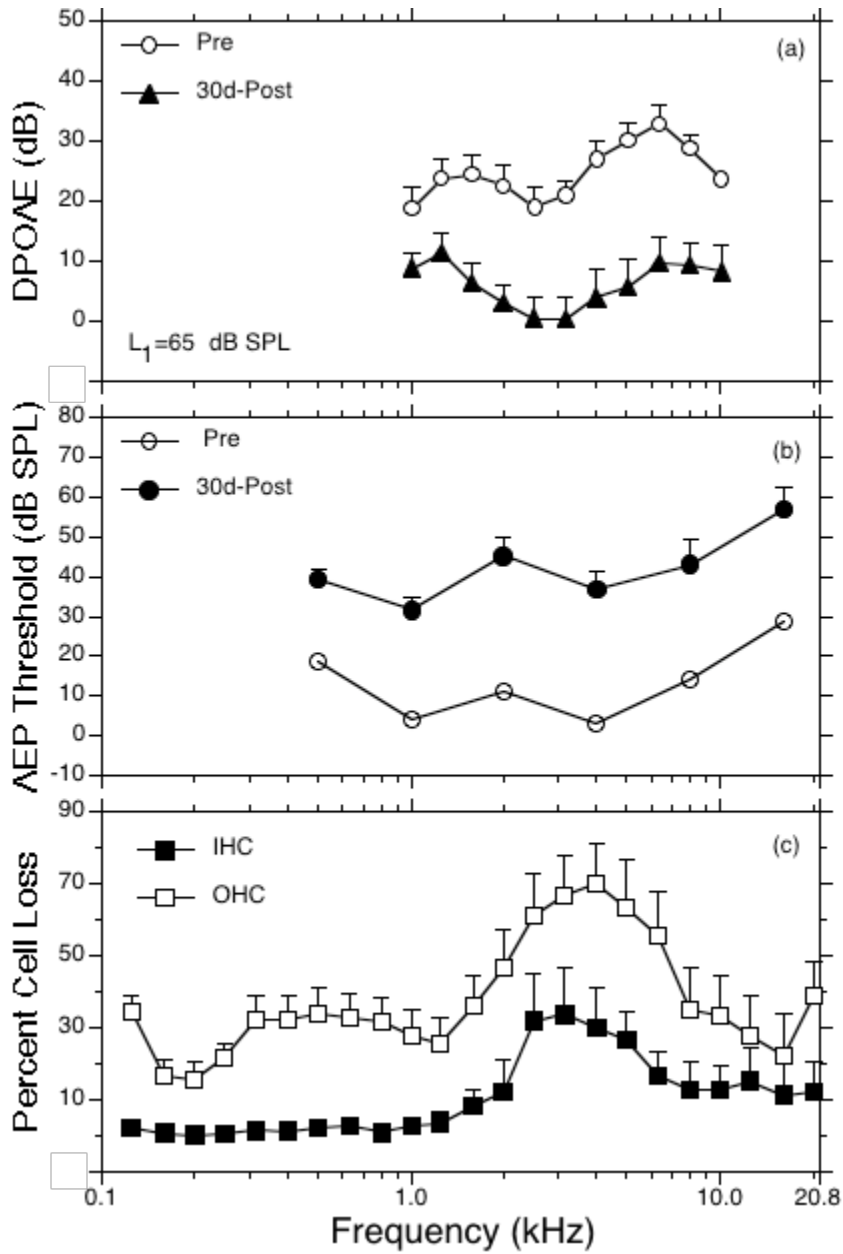 50
Pre
(a)
40
30d-Post
30
20
10
0
L1=65 dB SPL
DPOAE (dB)
80
Pre
(b)
70
30d-Post
60
50
40
30
20
10
0
-10
AEP Threshold (dB SPL)
90
IHC
(c)
70
OHC
50
30
10
Percent Cell Loss
0.1
1.0
10.0
20.8
Frequency (kHz)